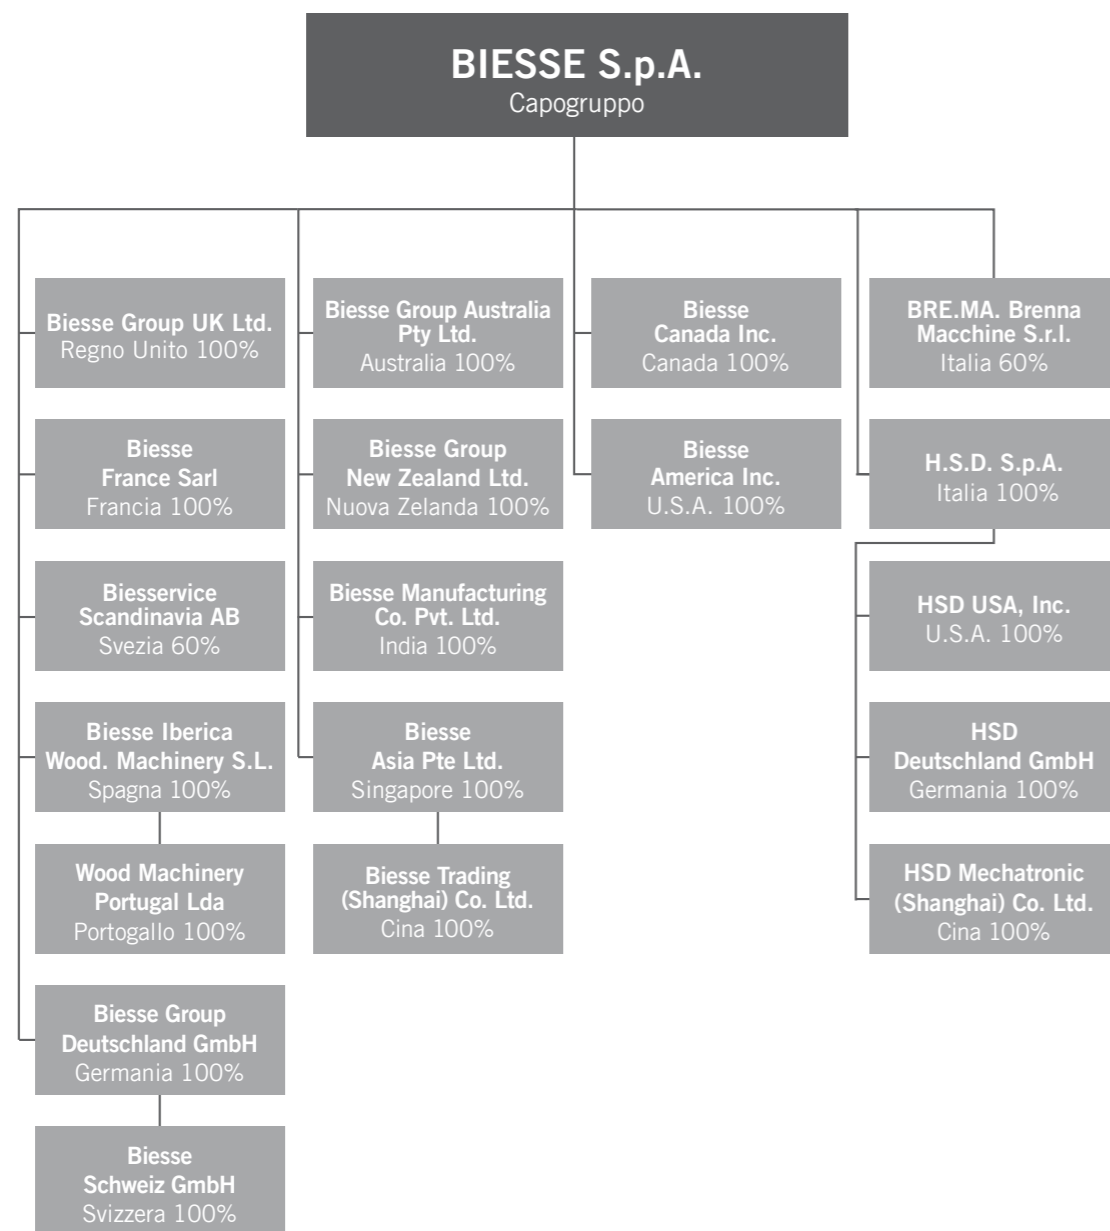 BIESSE S.p.A.
Capogruppo
Biesse Group UK Ltd.
Regno Unito 100%
Biesse
France Sarl
Francia 100%
Biesservice
Scandinavia AB
Svezia 60%
Biesse Iberica
Wood. Machinery S.L.
Spagna 100%
Wood Machinery
Portugal Lda
Portogallo 100%
Biesse Group
Deutschland GmbH
Germania 100%
Biesse
Schweiz GmbH
Svizzera 100%
Biesse Group Australia
Pty Ltd.
Australia 100%
Biesse Group
New Zealand Ltd.
Nuova Zelanda 100%
Biesse Manufacturing
Co. Pvt. Ltd.
India 100%
Biesse
Asia Pte Ltd.
Singapore 100%
Biesse Trading
(Shanghai) Co. Ltd.
Cina 100%
Biesse
Canada Inc.
Canada 100%
Biesse
America Inc.
U.S.A. 100%
BRE.MA. Brenna
Macchine S.r.l.
Italia 60%
H.S.D. S.p.A.
Italia 100%
HSD USA, Inc.
U.S.A. 100%
HSD
Deutschland GmbH
Germania 100%
HSD Mechatronic
(Shanghai) Co. Ltd.
Cina 100%